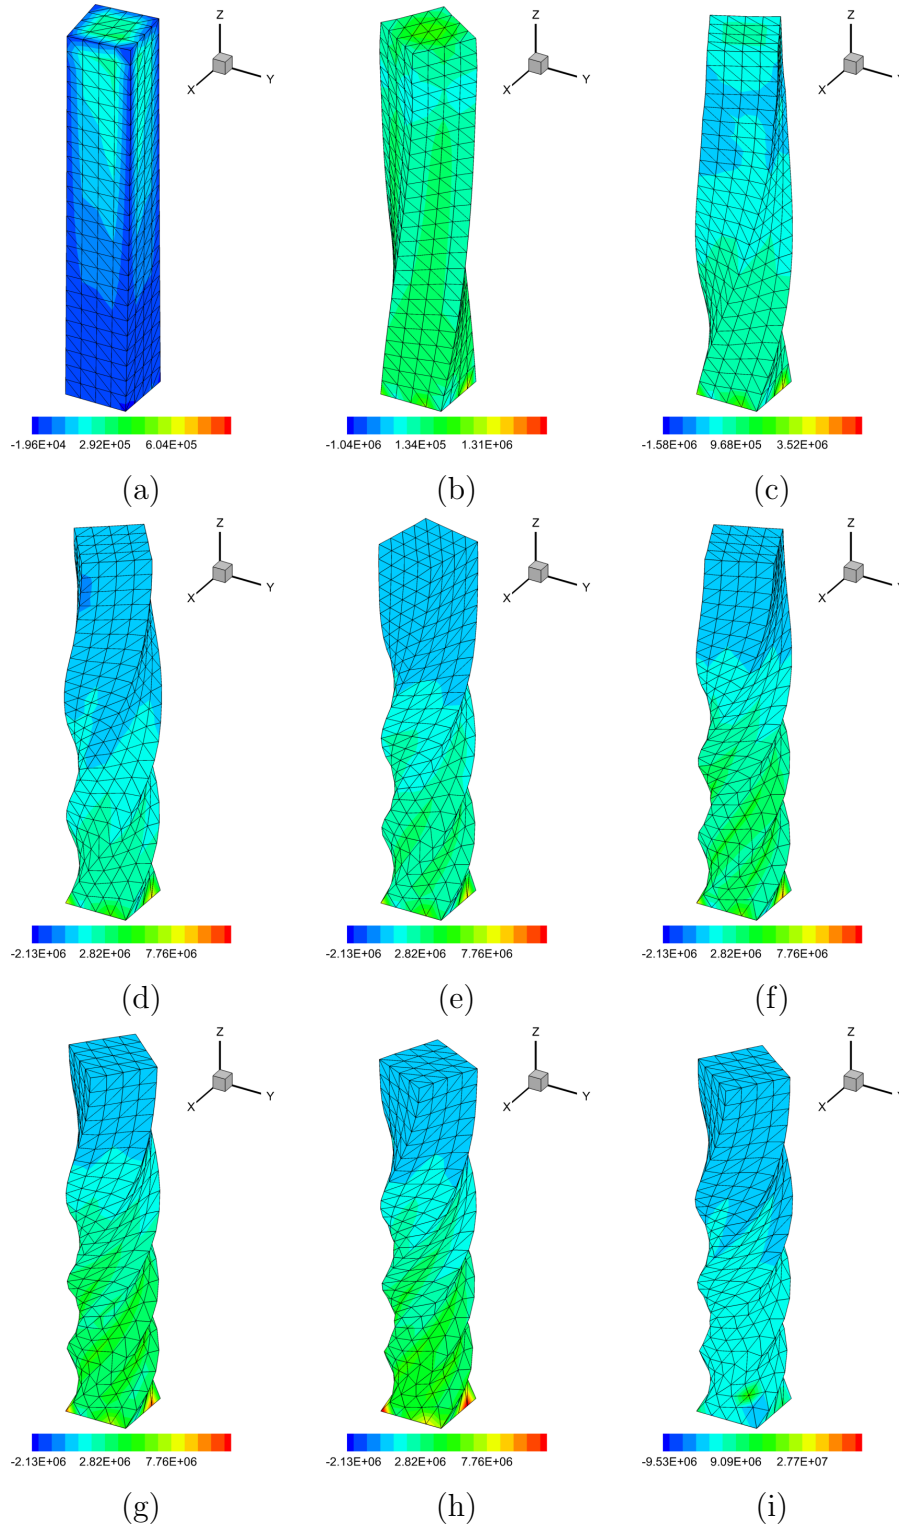 Z Z Z
X Y X Y X Y
-1.96E+04 2.92E+05 6.04E+05 -1.04E+06 1.34E+05 1.31E+06 -1.58E+06 9.68E+05 3.52E+06
(a) (b) (c)
Z Z Z
X Y X Y X Y
-2.13E+06 2.82E+06 7.76E+06 -2.13E+06 2.82E+06 7.76E+06 -2.13E+06 2.82E+06 7.76E+06
(d) (e) (f)
Z Z Z
X Y X Y X Y
-2.13E+06 2.82E+06 7.76E+06 -2.13E+06 2.82E+06 7.76E+06 -9.53E+06 9.09E+06 2.77E+07
(g) (h) (i)